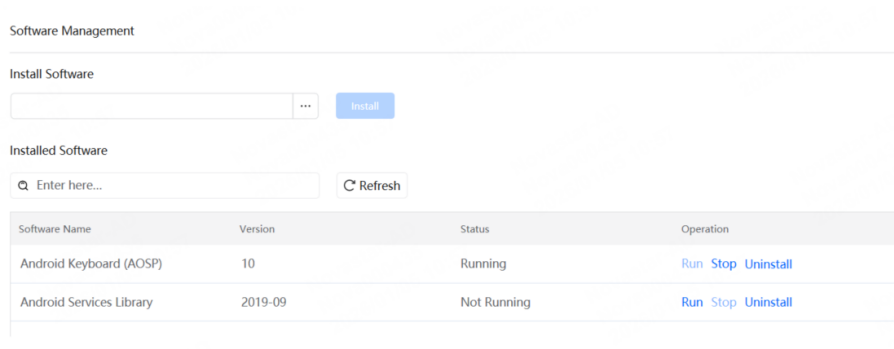 Software Management
Install Software
... Install
Installed Software
Enter here... Refresh
Software Name Version Status Operation
Android Keyboard (AOSP) 10 Running Run Stop Uninstall
Android Services Library 2019-09 Not Running Run Stop Uninstall